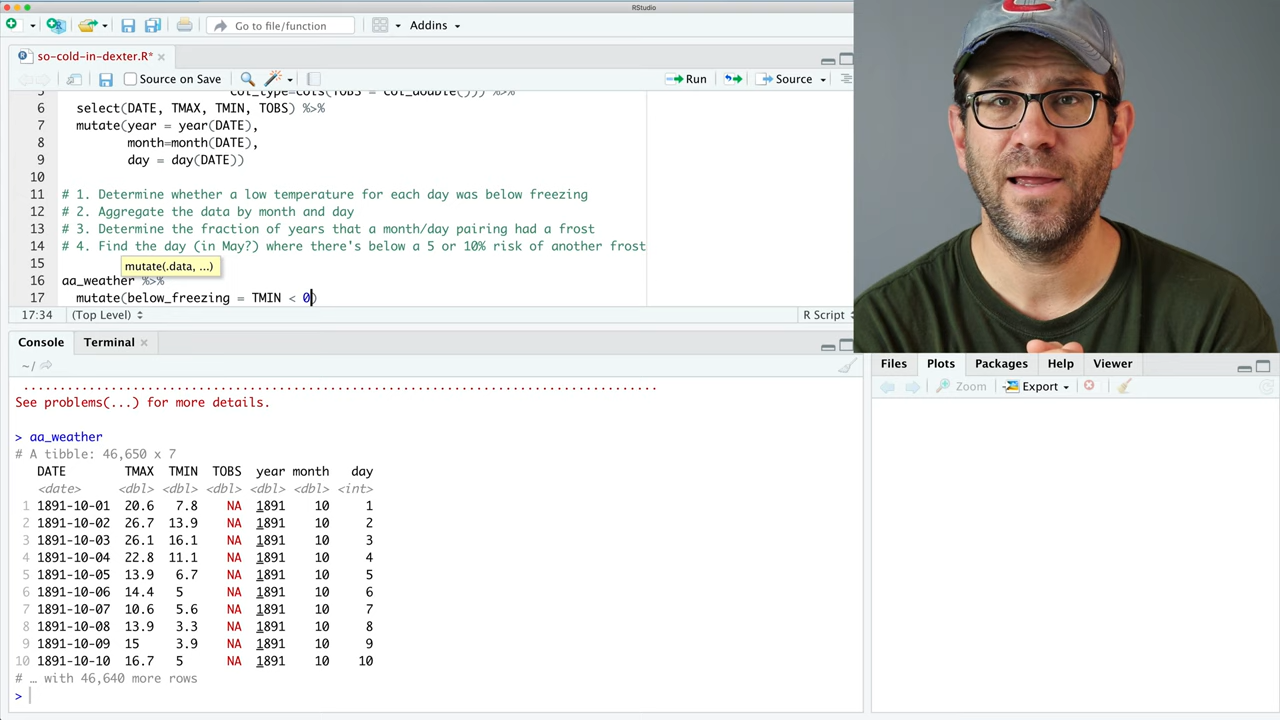 RStudio
Go to file/function
Addins
so-cold-in-dexter.R*
Source on Save
Run
Source
6 select(DATE, TMAX, TMIN, TOBS) %>%
7 mutate(year = year(DATE),
8 month=month(DATE),
9 day = day(DATE))
10
11 # 1. Determine whether a low temperature for each day was below freezing
12 # 2. Aggregate the data by month and day
13 # 3. Determine the fraction of years that a month/day pairing had a frost
14 # 4. Find the day (in May?) where there's below a 5 or 10% risk of another frost
15
mutate(.data, ...)
16 aa_weather %>%
17 mutate(below_freezing = TMIN < 0)
17:34 (Top Level) R Script
Console Terminal
~/
See problems(...) for more details.
> aa_weather
# A tibble: 46,650 x 7
DATE TMAX TMIN TOBS year month day
<date> <dbl> <dbl> <dbl> <dbl> <dbl> <int>
1 1891-10-01 20.6 7.8 NA 1891 10 1
2 1891-10-02 26.7 13.9 NA 1891 10 2
3 1891-10-03 26.1 16.1 NA 1891 10 3
4 1891-10-04 22.8 11.1 NA 1891 10 4
5 1891-10-05 13.9 6.7 NA 1891 10 5
6 1891-10-06 14.4 5 NA 1891 10 6
7 1891-10-07 10.6 5.6 NA 1891 10 7
8 1891-10-08 13.9 3.3 NA 1891 10 8
9 1891-10-09 15 3.9 NA 1891 10 9
10 1891-10-10 16.7 5 NA 1891 10 10
# … with 46,640 more rows
>
Files Plots Packages Help Viewer
Zoom Export